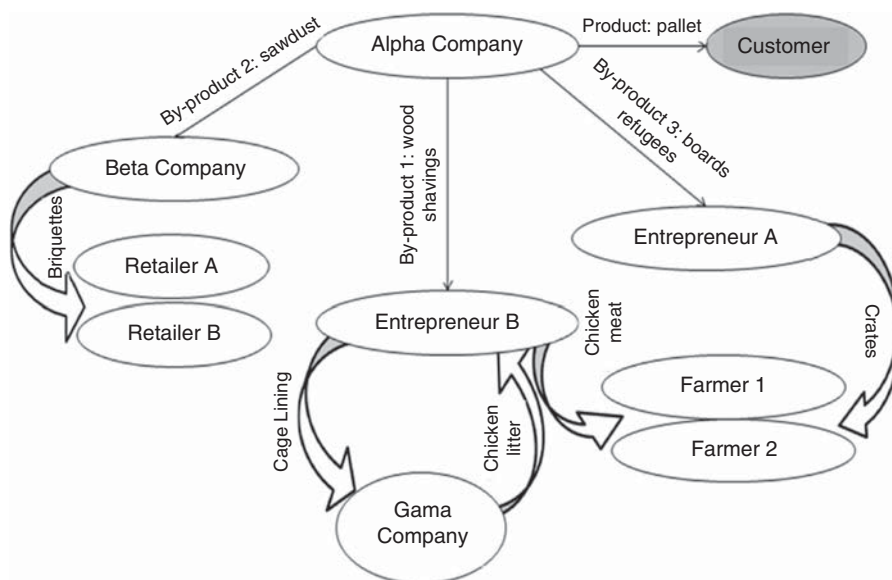 Alpha Company
Product: pallet
Customer
By-product 2: sawdust
By-product 1: wood
shavings
By-product 3: boards
refugees
Beta Company
Briquettes
Retailer A
Retailer B
Entrepreneur A
Entrepreneur B
Chicken
meat
Crates
Farmer 1
Farmer 2
Cage Lining
Chicken
litter
Gama
Company